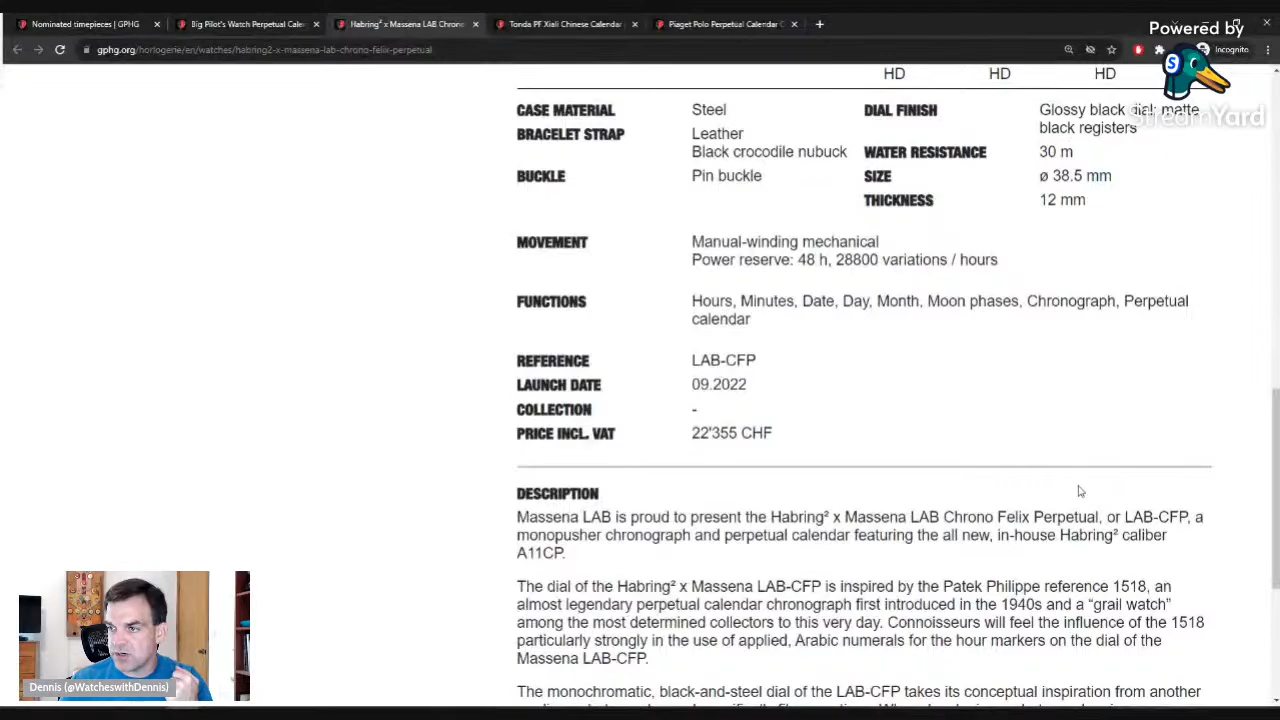 Nominated timepieces | GPHG
Big Pilot's Watch Perpetual Cale
Habring² x Massena LAB Chrono
Tonda PF Xiali Chinese Calendar
Piaget Polo Perpetual Calendar C
Powered by
gphg.org/horlogerie/en/watches/habring2-x-massena-lab-chrono-felix-perpetual
Incognito
S
StreamYard
HD HD HD
CASE MATERIAL Steel DIAL FINISH Glossy black dial; matte
black registers
BRACELET STRAP Leather
Black crocodile nubuck WATER RESISTANCE 30 m
BUCKLE Pin buckle SIZE ø 38.5 mm
THICKNESS 12 mm
MOVEMENT Manual-winding mechanical
Power reserve: 48 h, 28800 variations / hours
FUNCTIONS Hours, Minutes, Date, Day, Month, Moon phases, Chronograph, Perpetual
calendar
REFERENCE LAB-CFP
LAUNCH DATE 09.2022
COLLECTION -
PRICE INCL. VAT 22'355 CHF
DESCRIPTION
Massena LAB is proud to present the Habring² x Massena LAB Chrono Felix Perpetual, or LAB-CFP, a
monopusher chronograph and perpetual calendar featuring the all new, in-house Habring² caliber
A11CP.
The dial of the Habring² x Massena LAB-CFP is inspired by the Patek Philippe reference 1518, an
almost legendary perpetual calendar chronograph first introduced in the 1940s and a “grail watch”
among the most determined collectors to this very day. Connoisseurs will feel the influence of the 1518
particularly strongly in the use of applied, Arabic numerals for the hour markers on the dial of the
Massena LAB-CFP.
The monochromatic, black-and-steel dial of the LAB-CFP takes its conceptual inspiration from another
Dennis (@WatcheswithDennis)